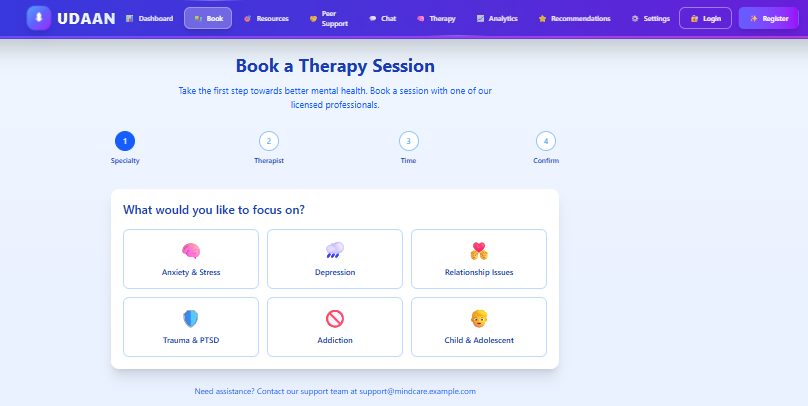 UDAAN
Dashboard
Book
Resources
Peer
Support
Chat
Therapy
Analytics
Recommendations
Settings
Login
Register
Book a Therapy Session
Take the first step towards better mental health. Book a session with one of our
licensed professionals.
1
2
3
4
Specialty
Therapist
Time
Confirm
What would you like to focus on?
Anxiety & Stress
Depression
Relationship Issues
Trauma & PTSD
Addiction
Child & Adolescent
Need assistance? Contact our support team at support@mindcare.example.com